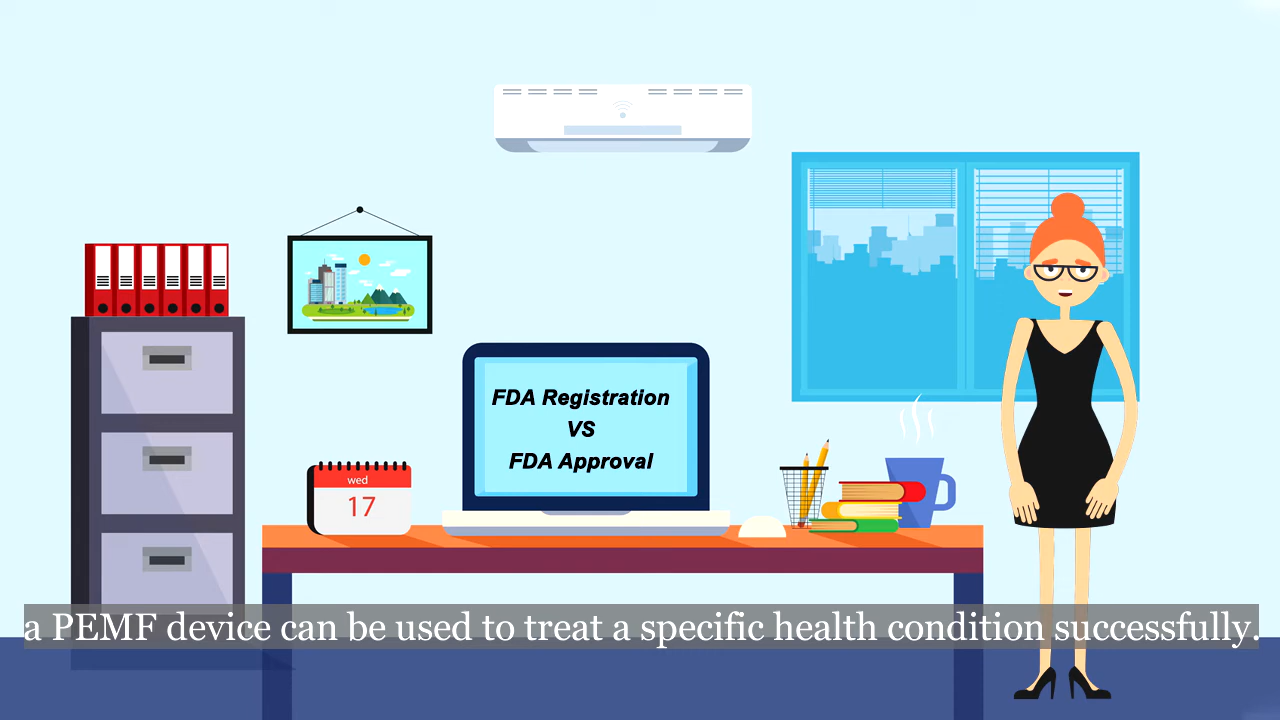 FDA Registration
VS
FDA Approval
wed
17
a PEMF device can be used to treat a specific health condition successfully.